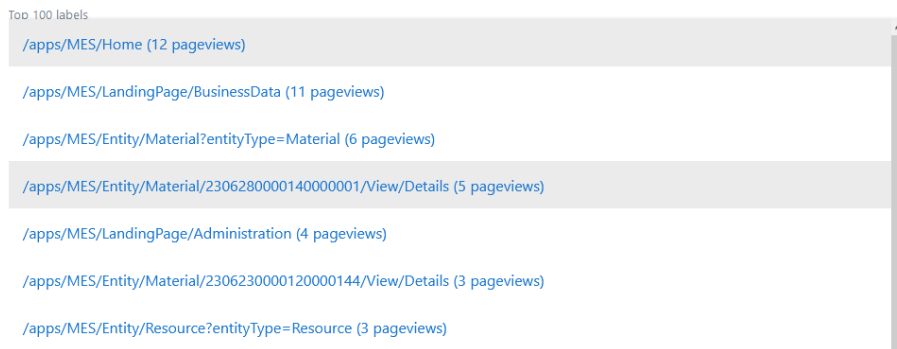 Top 100 labels
/apps/MES/Home (12 pageviews)
/apps/MES/LandingPage/BusinessData (11 pageviews)
/apps/MES/Entity/Material?entityType=Material (6 pageviews)
/apps/MES/Entity/Material/2306280000140000001/View/Details (5 pageviews)
/apps/MES/LandingPage/Administration (4 pageviews)
/apps/MES/Entity/Material/2306230000120000144/View/Details (3 pageviews)
/apps/MES/Entity/Resource?entityType=Resource (3 pageviews)